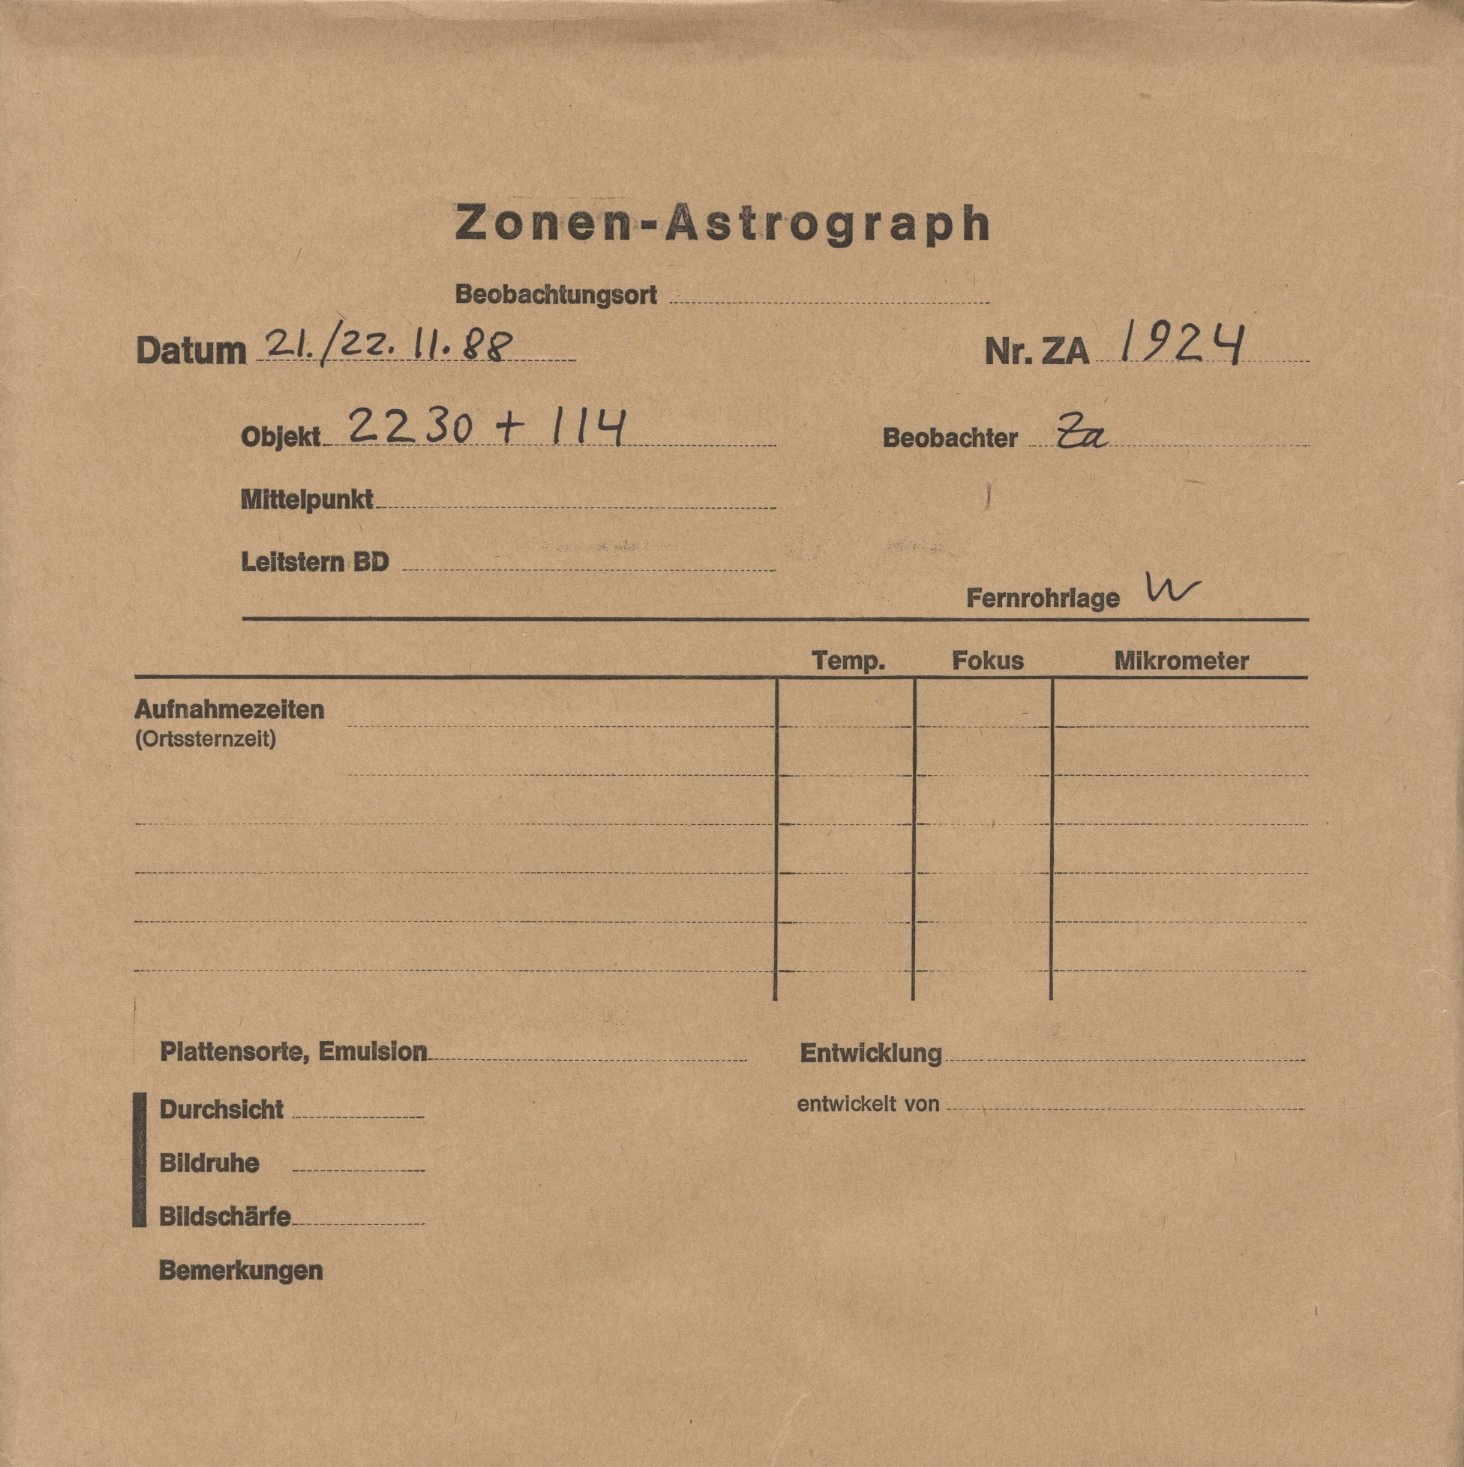 Zonen-Astrograph
Beobachtungsort
Datum 21./22.11.88 Nr. ZA 1924
Objekt 2230 + 114 Beobachter Za
Mittelpunkt
Leitstern BD
Fernrohrlage W
Temp. Fokus Mikrometer
Aufnahmezeiten
(Ortssternzeit)
Plattensorte, Emulsion Entwicklung
Durchsicht entwickelt von
Bildruhe
Bildschärfe
Bemerkungen